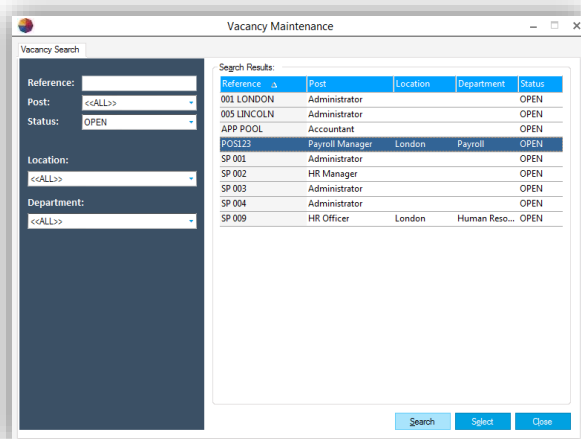 Vacancy Maintenance
Vacancy Search
Reference:
Post: <<ALL>>
Status: OPEN
Location:
<<ALL>>
Department:
<<ALL>>
Search Results:
Reference Post Location Department Status
001 LONDON Administrator OPEN
005 LINCOLN Administrator OPEN
APP POOL Accountant OPEN
POS123 Payroll Manager London Payroll OPEN
SP 001 Administrator OPEN
SP 002 HR Manager OPEN
SP 003 Administrator OPEN
SP 004 Administrator OPEN
SP 009 HR Officer London Human Reso... OPEN
Search Select Close